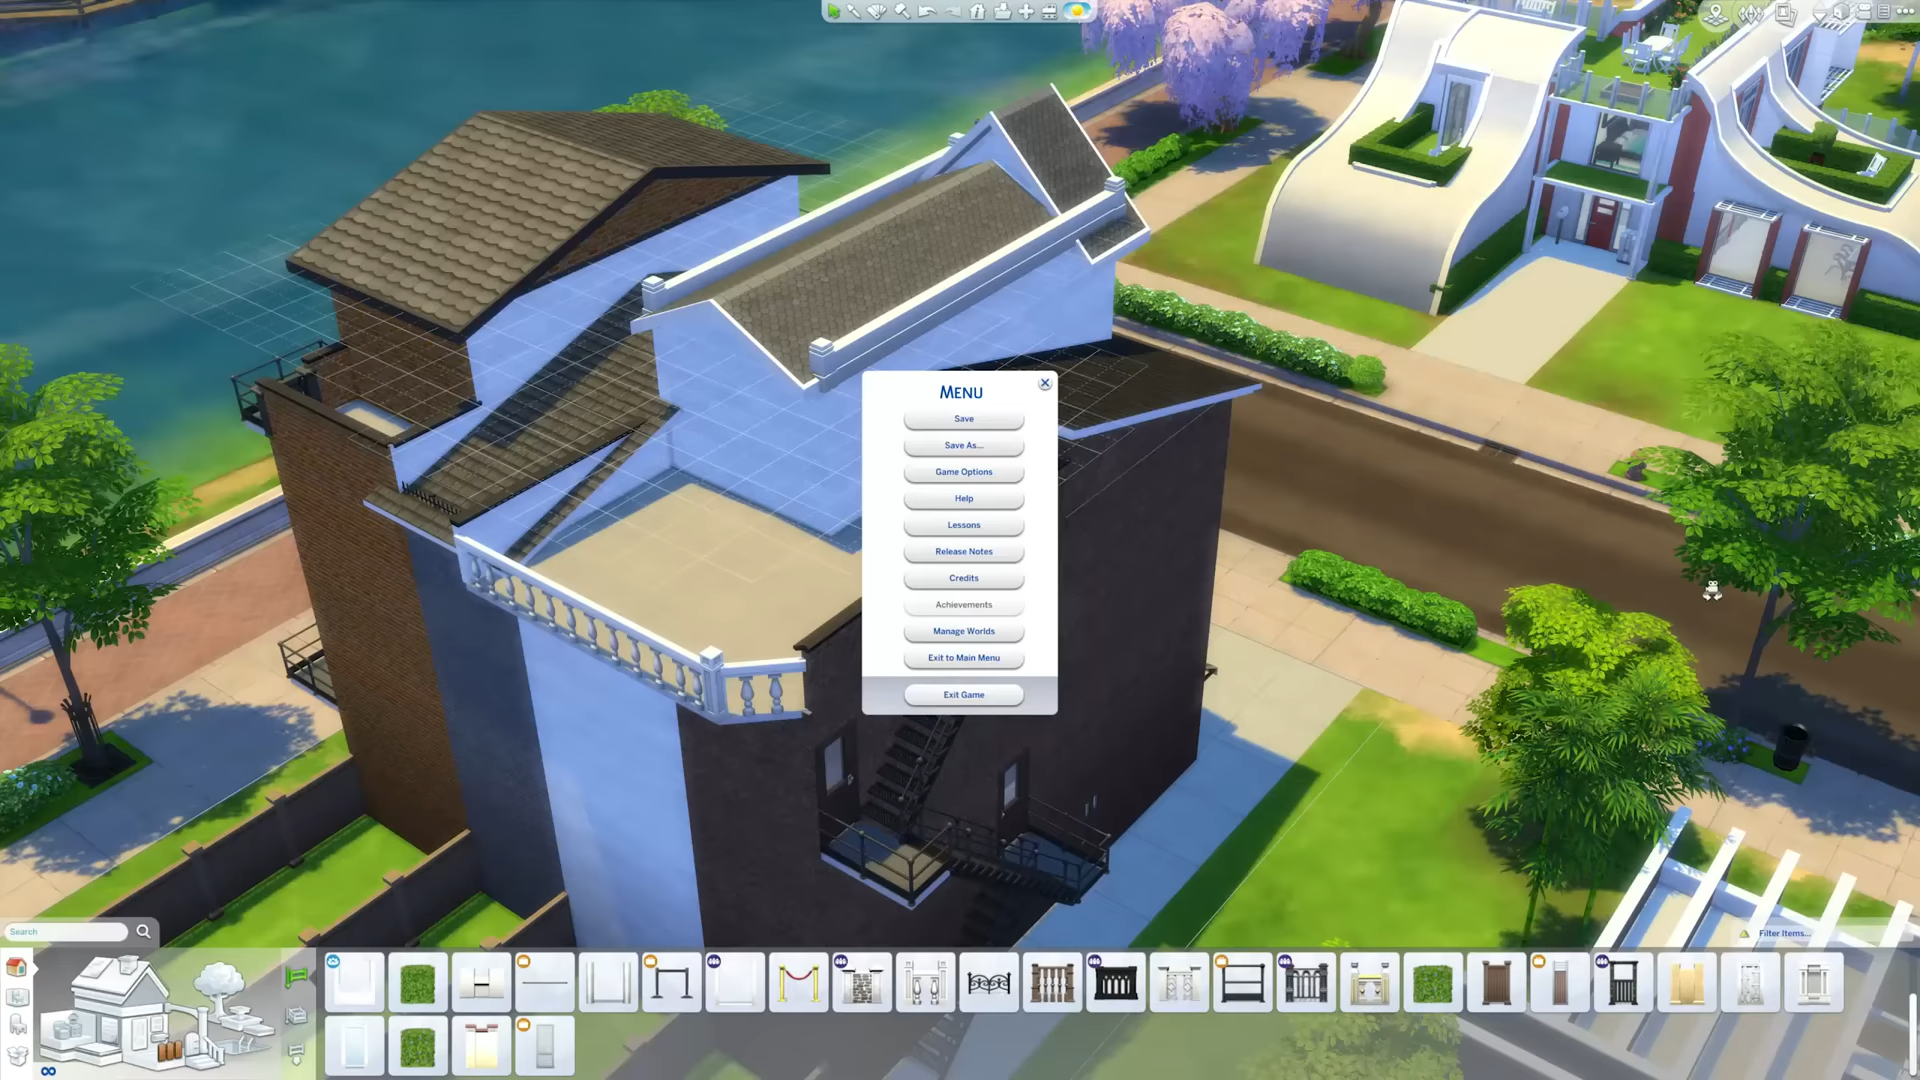 MENU
Save
Save As...
Game Options
Help
Lessons
Release Notes
Credits
Achievements
Manage Worlds
Exit to Main Menu
Exit Game
Search
Filter Items...